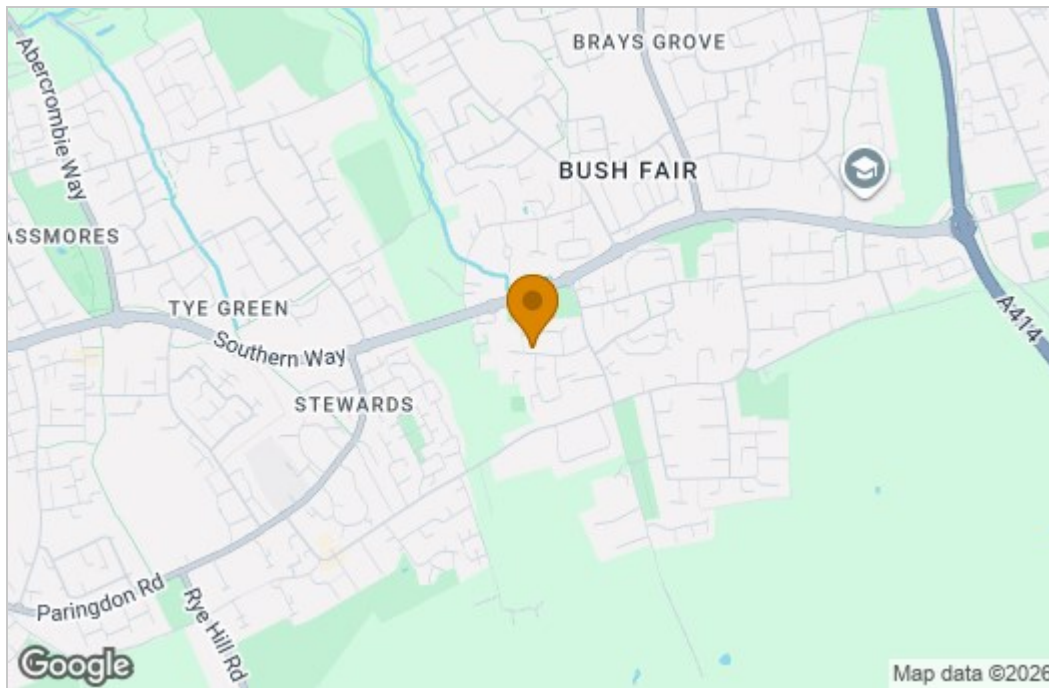 Abercrombie Way
BRAYS GROVE
BUSH FAIR
ASSMORES
TYE GREEN
Southern Way
A414
STEWARDS
Paringdon Rd
Rye Hill Rd
Google
Map data ©2026